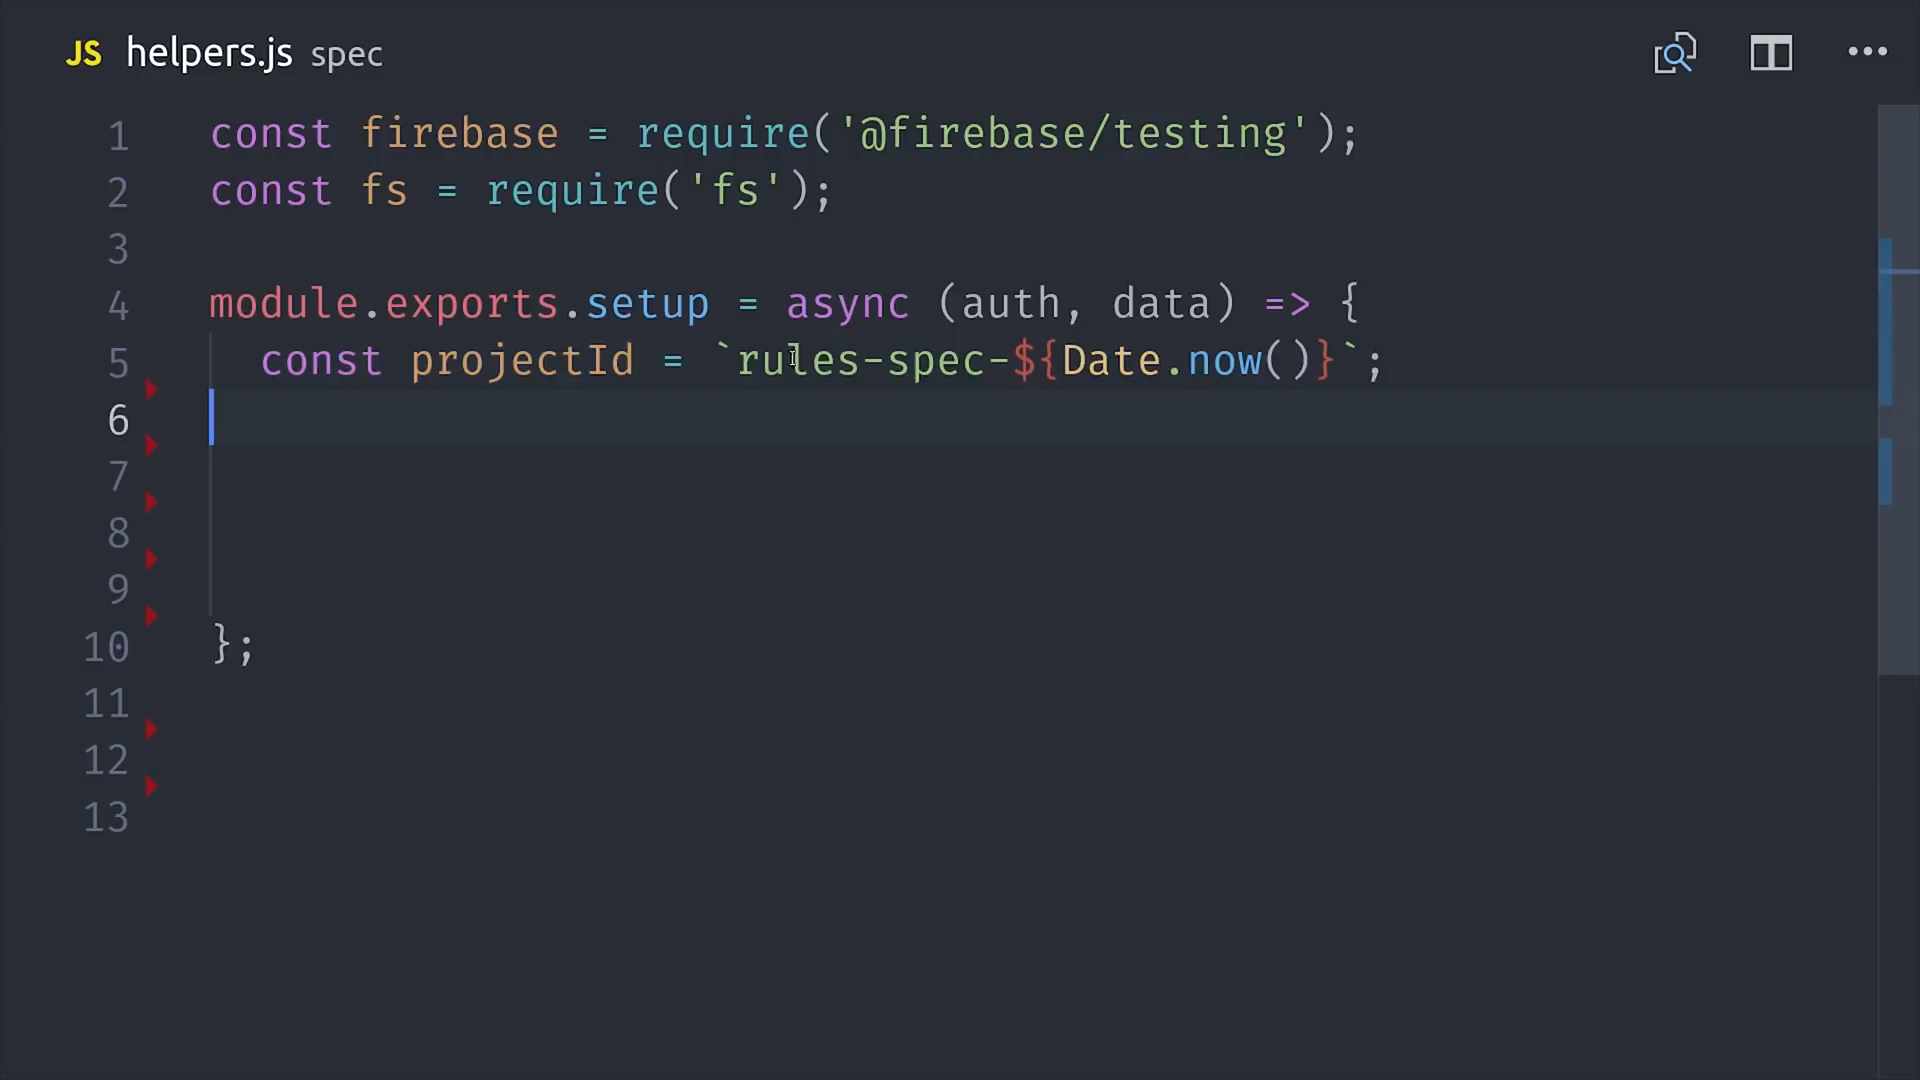 JS helpers.js spec
1 const firebase = require('@firebase/testing');
2 const fs = require('fs');
3
4 module.exports.setup = async (auth, data) => {
5 const projectId = `rules-spec-${Date.now()}`;
6
7
8
9
10 };
11
12
13